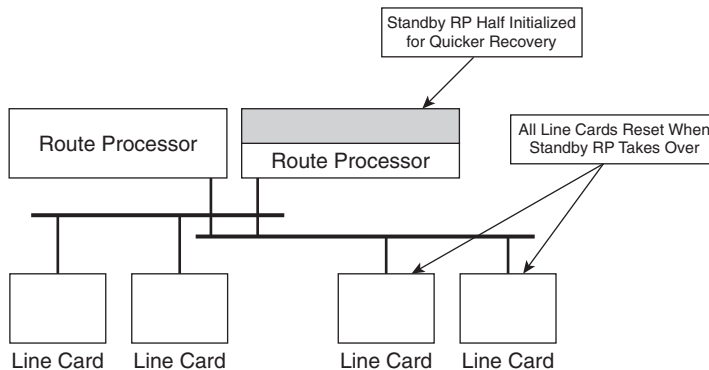 Standby RP Half Initialized
for Quicker Recovery
Route Processor
Route Processor
All Line Cards Reset When
Standby RP Takes Over
Line Card
Line Card
Line Card
Line Card